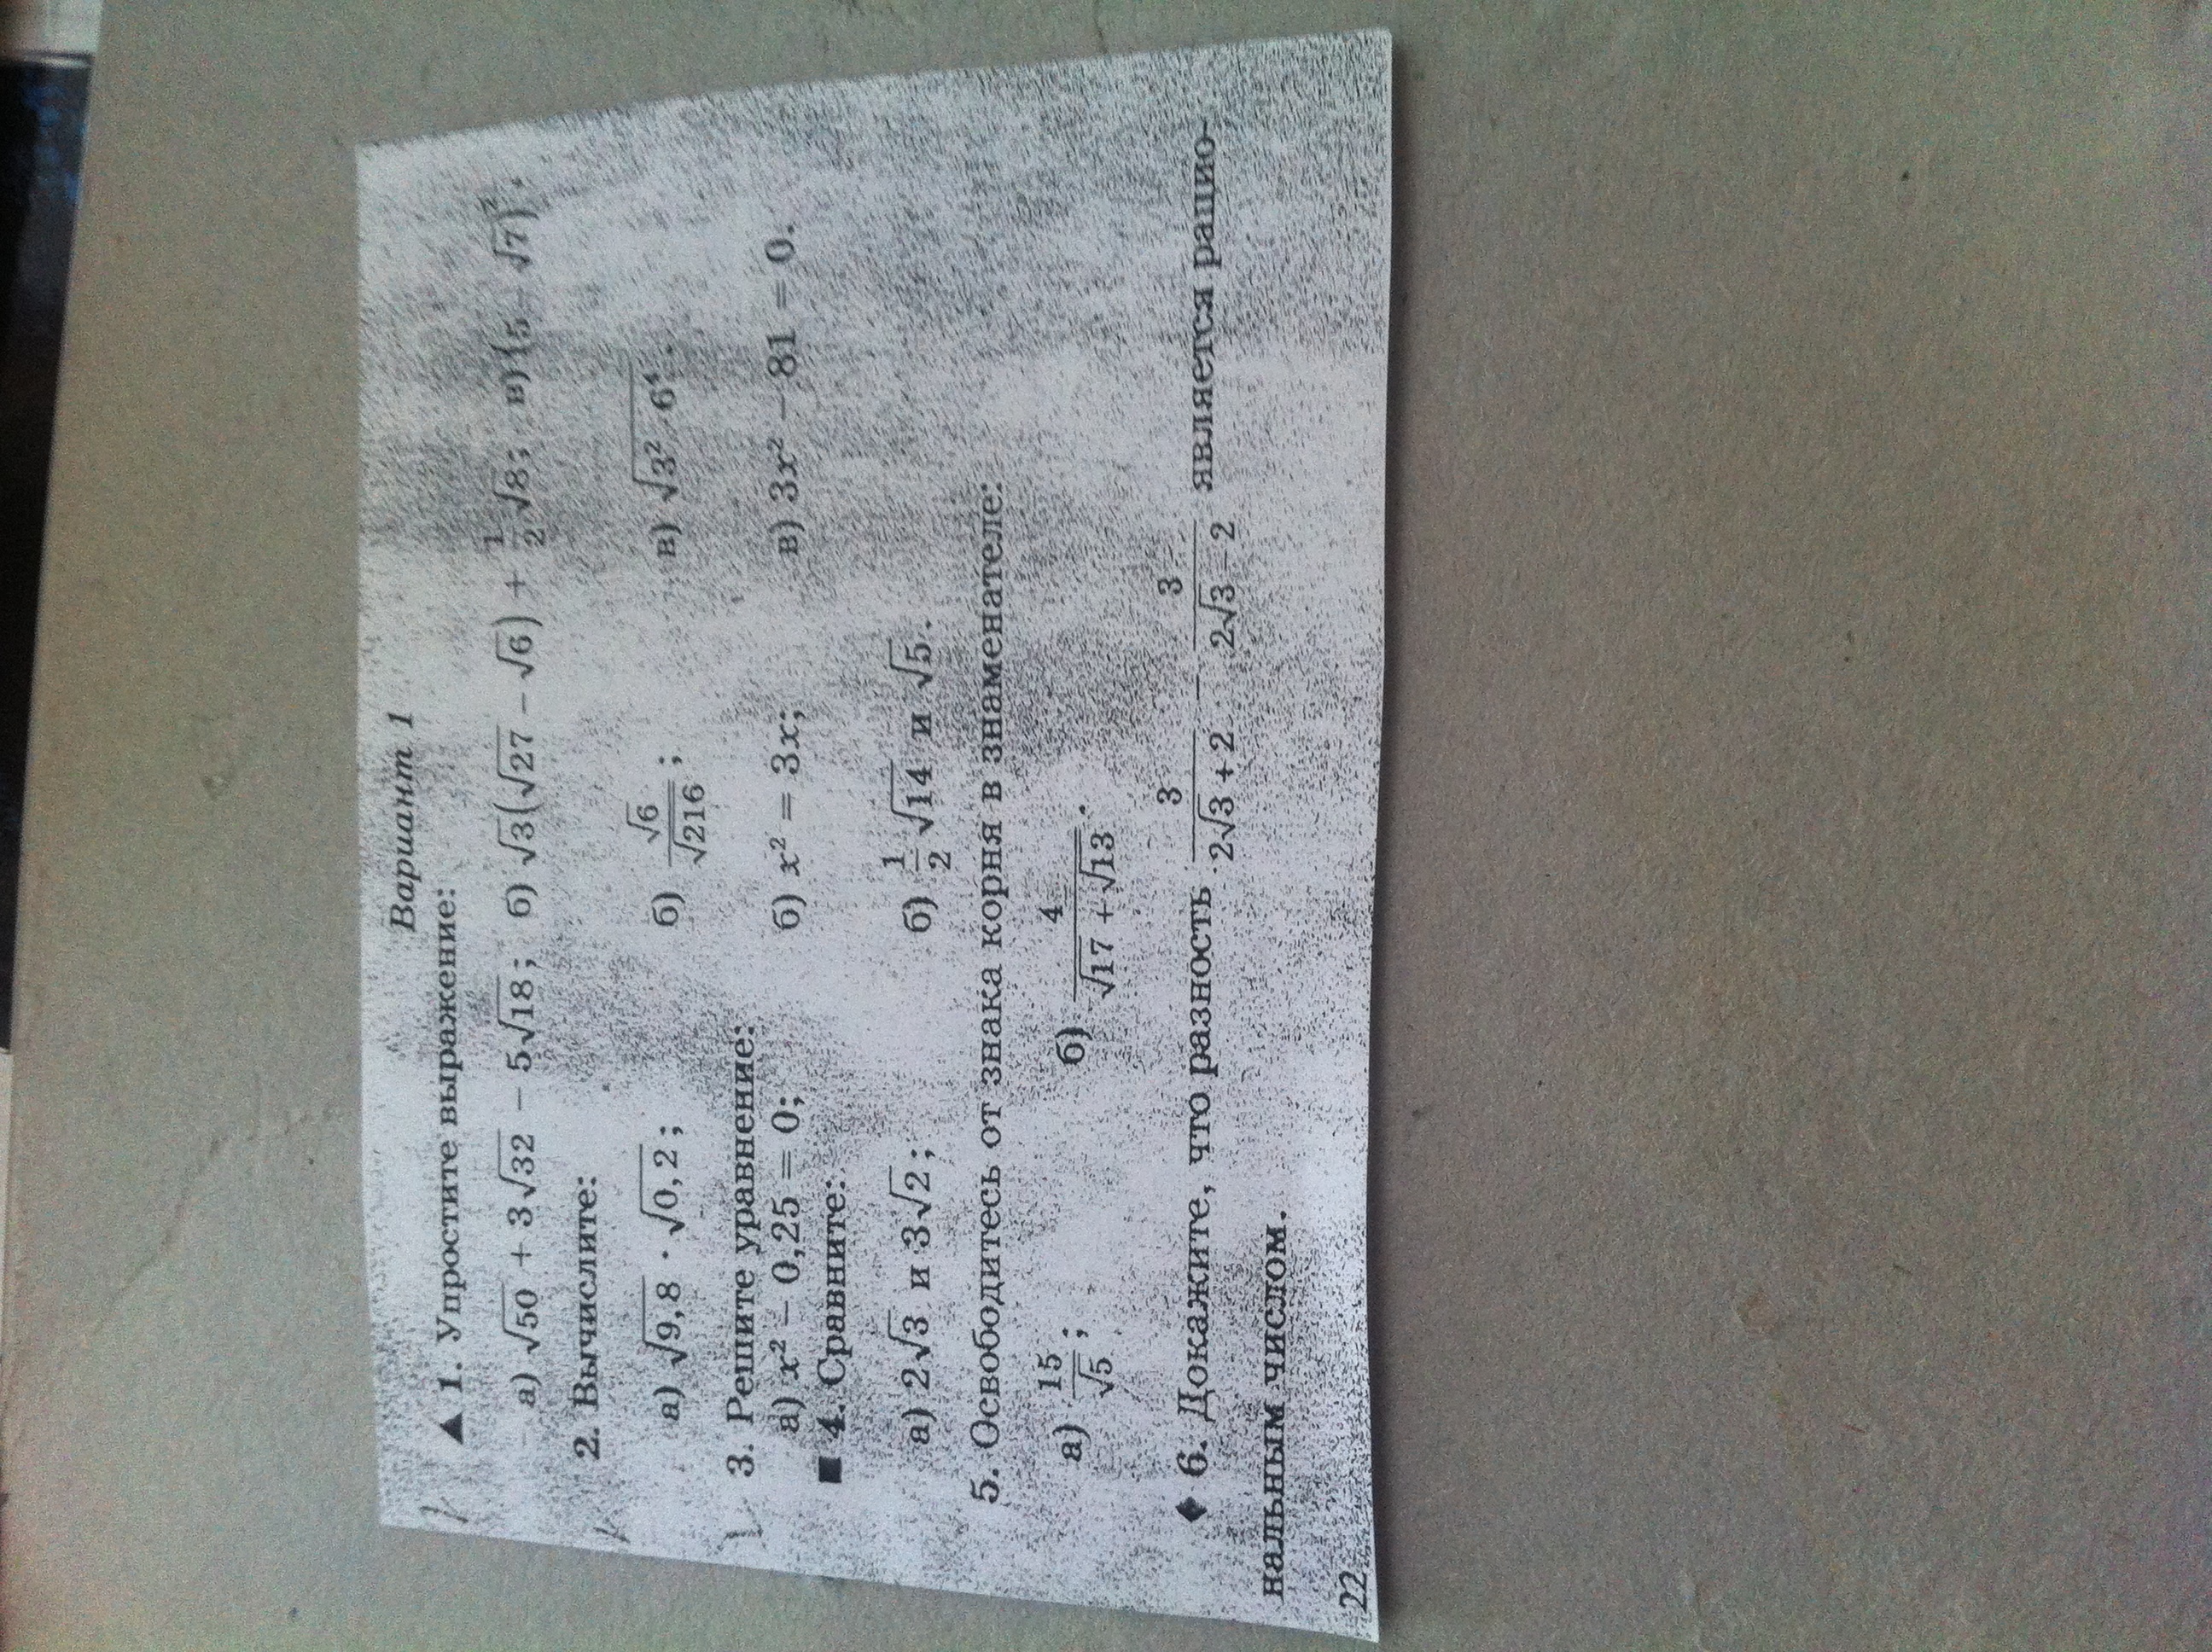 Вариант 1
▲ 1. Упростите выражение:
а) √50 + 3√32 − 5√18; б) √3(√27 − √6) + 1/2 √8; в) (5 − √7)².
2. Вычислите:
а) √9,8 · √0,2; б) √6/√216; в) √(3² · 6⁴).
3. Решите уравнение:
а) x² − 0,25 = 0; б) x² = 3x; в) 3x² − 81 = 0.
■ 4. Сравните:
а) 2√3 и 3√2; б) 1/2 √14 и √5.
5. Освободитесь от знака корня в знаменателе:
а) 15/√5; б) 4/(√17 + √13).
◆ 6. Докажите, что разность 3/(2√3 + 2) − 3/(2√3 − 2) является рацио-
нальным числом.
22